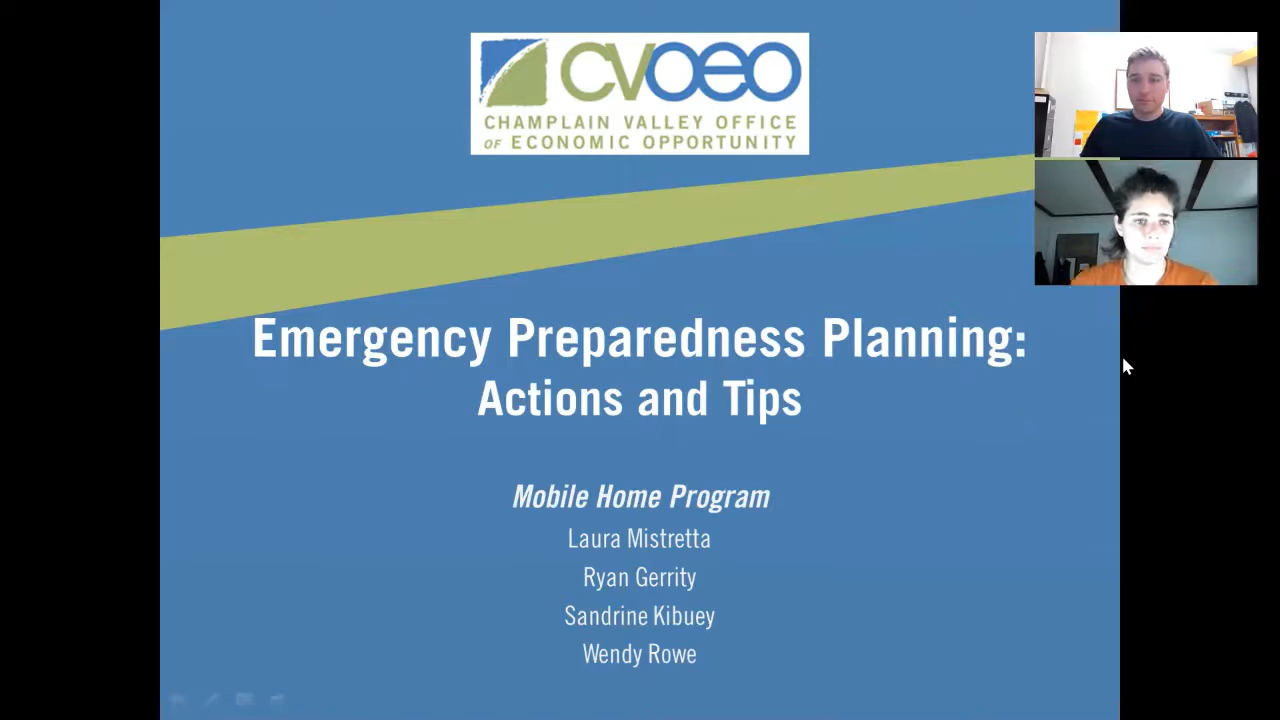 CVOEO
CHAMPLAIN VALLEY OFFICE
OF ECONOMIC OPPORTUNITY
Emergency Preparedness Planning:
Actions and Tips
Mobile Home Program
Laura Mistretta
Ryan Gerrity
Sandrine Kibuey
Wendy Rowe